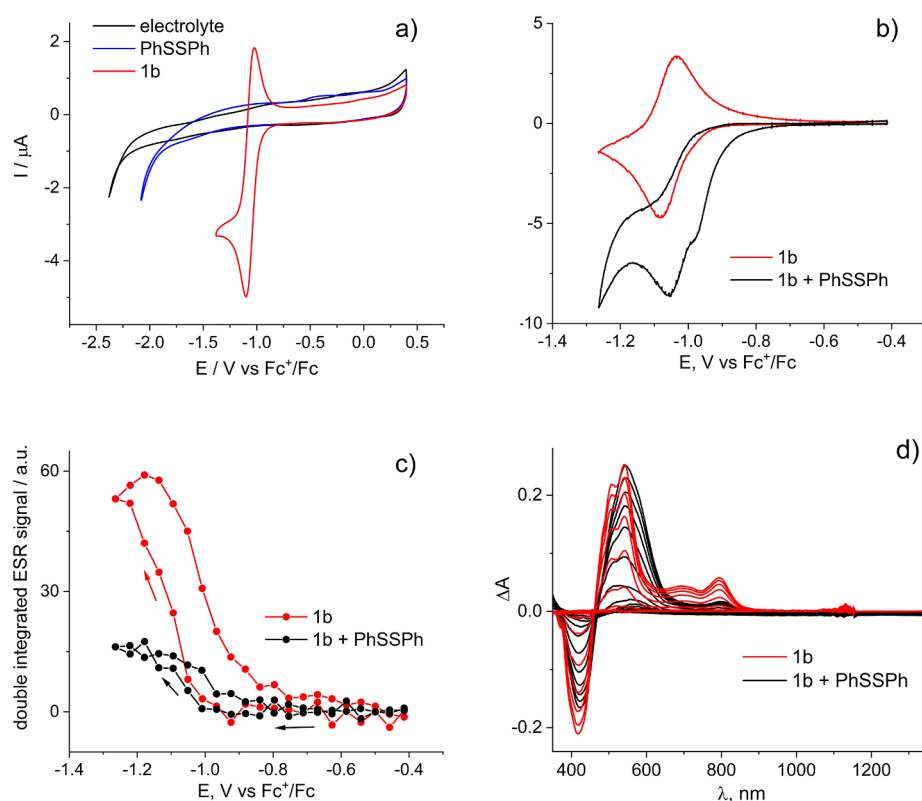 a)
electrolyte
PhSSPh
1b
I / μA
2
0
-2
-4
-2.5 -2.0 -1.5 -1.0 -0.5 0.0 0.5
E / V vs Fc⁺/Fc
b)
5
0
-5
-10
1b
1b + PhSSPh
-1.4 -1.2 -1.0 -0.8 -0.6 -0.4
E, V vs Fc⁺/Fc
c)
double integrated ESR signal / a.u.
60
30
0
1b
1b + PhSSPh
-1.4 -1.2 -1.0 -0.8 -0.6 -0.4
E, V vs Fc⁺/Fc
d)
ΔA
0.2
0.0
-0.2
1b
1b + PhSSPh
400 600 800 1000 1200
λ, nm